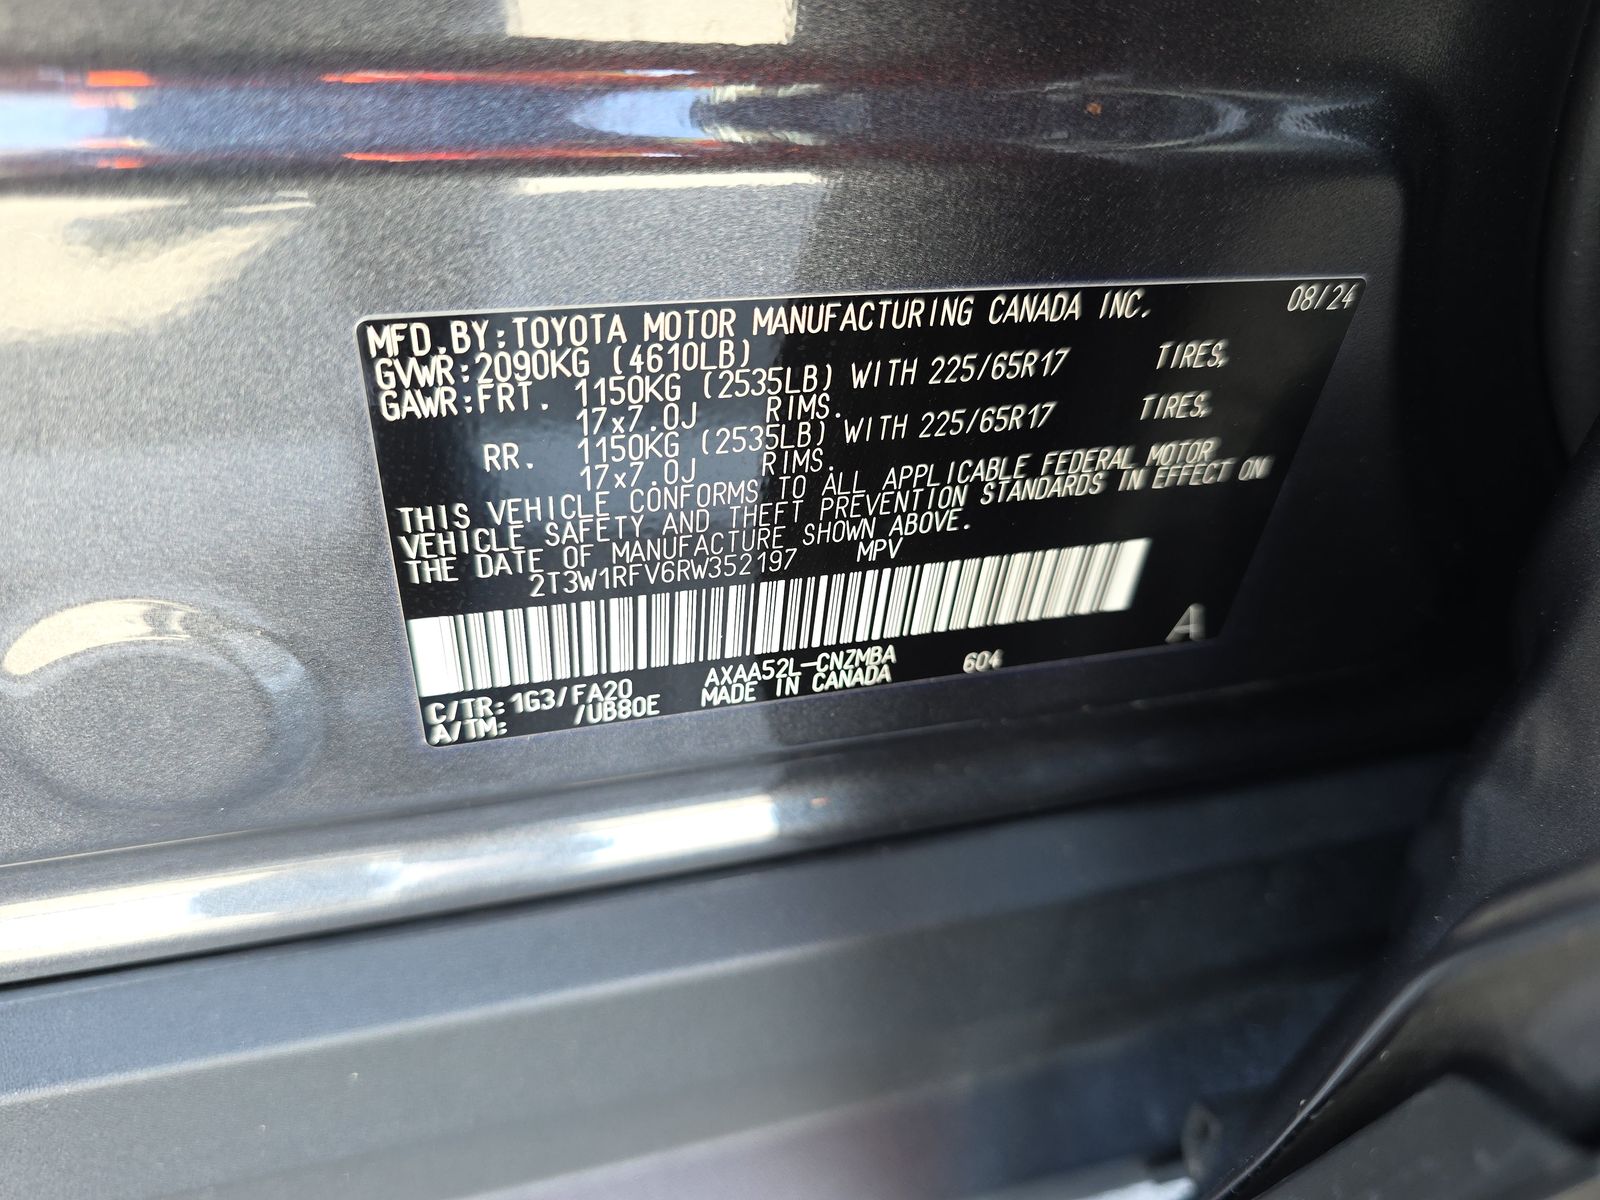 MFD. BY: TOYOTA MOTOR MANUFACTURING CANADA INC. 08/24
GVWR: 2090KG (4610LB)
GAWR: FRT. 1150KG (2535LB) WITH 225/65R17 TIRES,
17x7.0J RIMS.
RR. 1150KG (2535LB) WITH 225/65R17 TIRES,
17x7.0J RIMS.
THIS VEHICLE CONFORMS TO ALL APPLICABLE FEDERAL MOTOR
VEHICLE SAFETY AND THEFT PREVENTION STANDARDS IN EFFECT ON
THE DATE OF MANUFACTURE SHOWN ABOVE.
2T3W1RFV6RW352197 MPV
A
C/TR: 1G3/FA20 AXAA52L-CNZMBA 604
A/TM: /UB80E MADE IN CANADA